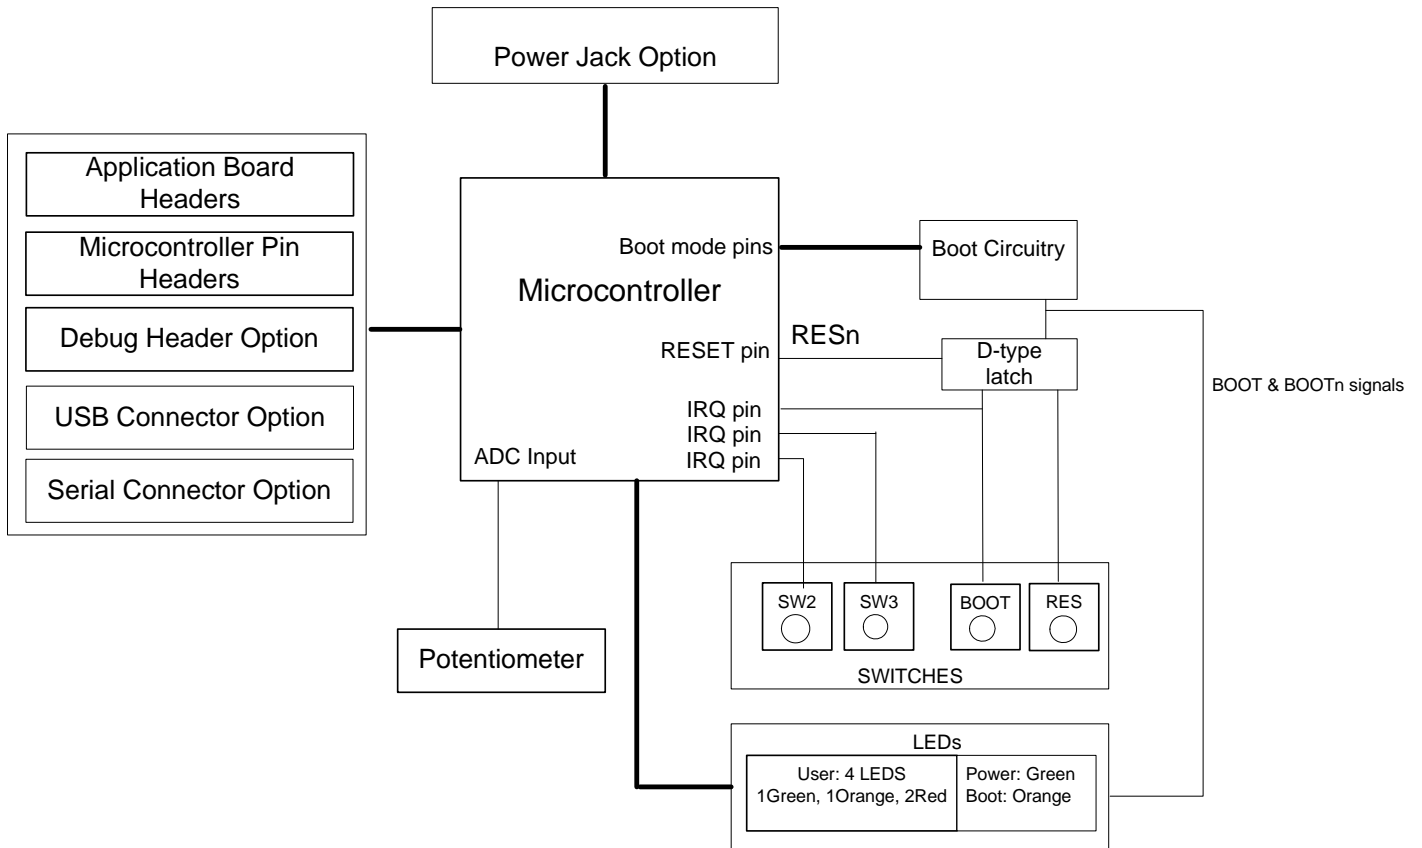 Power Jack Option
Application Board
Headers
Microcontroller Pin
Headers
Debug Header Option
USB Connector Option
Serial Connector Option
Boot mode pins
Microcontroller
RESET pin
IRQ pin
IRQ pin
IRQ pin
ADC Input
RESn
Boot Circuitry
D-type
latch
BOOT & BOOTn signals
Potentiometer
SW2
SW3
BOOT
RES
SWITCHES
LEDs
User: 4 LEDS
1Green, 1Orange, 2Red
Power: Green
Boot: Orange